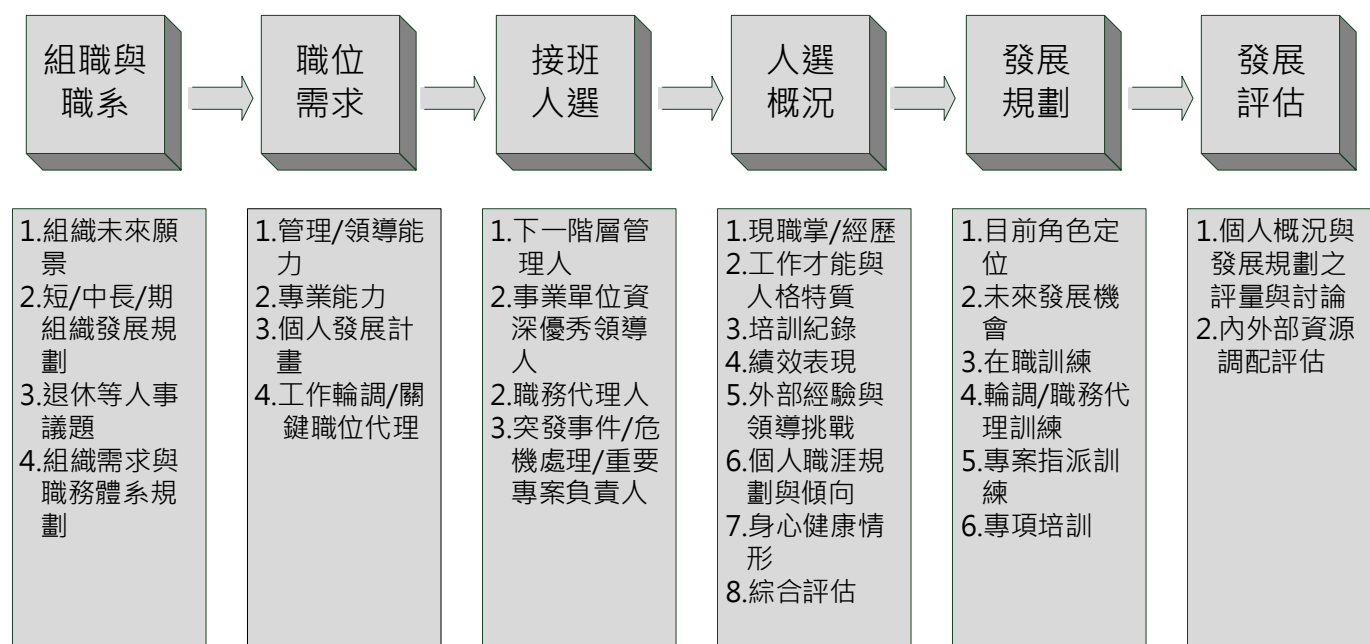 組職與
職系
職位
需求
接班
人選
人選
概況
發展
規劃
發展
評估
1.組織未來願
景
2.短/中長/期
組織發展規
劃
3.退休等人事
議題
4.組織需求與
職務體系規
劃
1.管理/領導能
力
2.專業能力
3.個人發展計
畫
4.工作輪調/關
鍵職位代理
1.下一階層管
理人
2.事業單位資
深優秀領導
人
2.職務代理人
3.突發事件/危
機處理/重要
專案負責人
1.現職掌/經歷
2.工作才能與
人格特質
3.培訓紀錄
4.績效表現
5.外部經驗與
領導挑戰
6.個人職涯規
劃與傾向
7.身心健康情
形
8.綜合評估
1.目前角色定
位
2.未來發展機
會
3.在職訓練
4.輪調/職務代
理訓練
5.專案指派訓
練
6.專項培訓
1.個人概況與
發展規劃之
評量與討論
2.內外部資源
調配評估